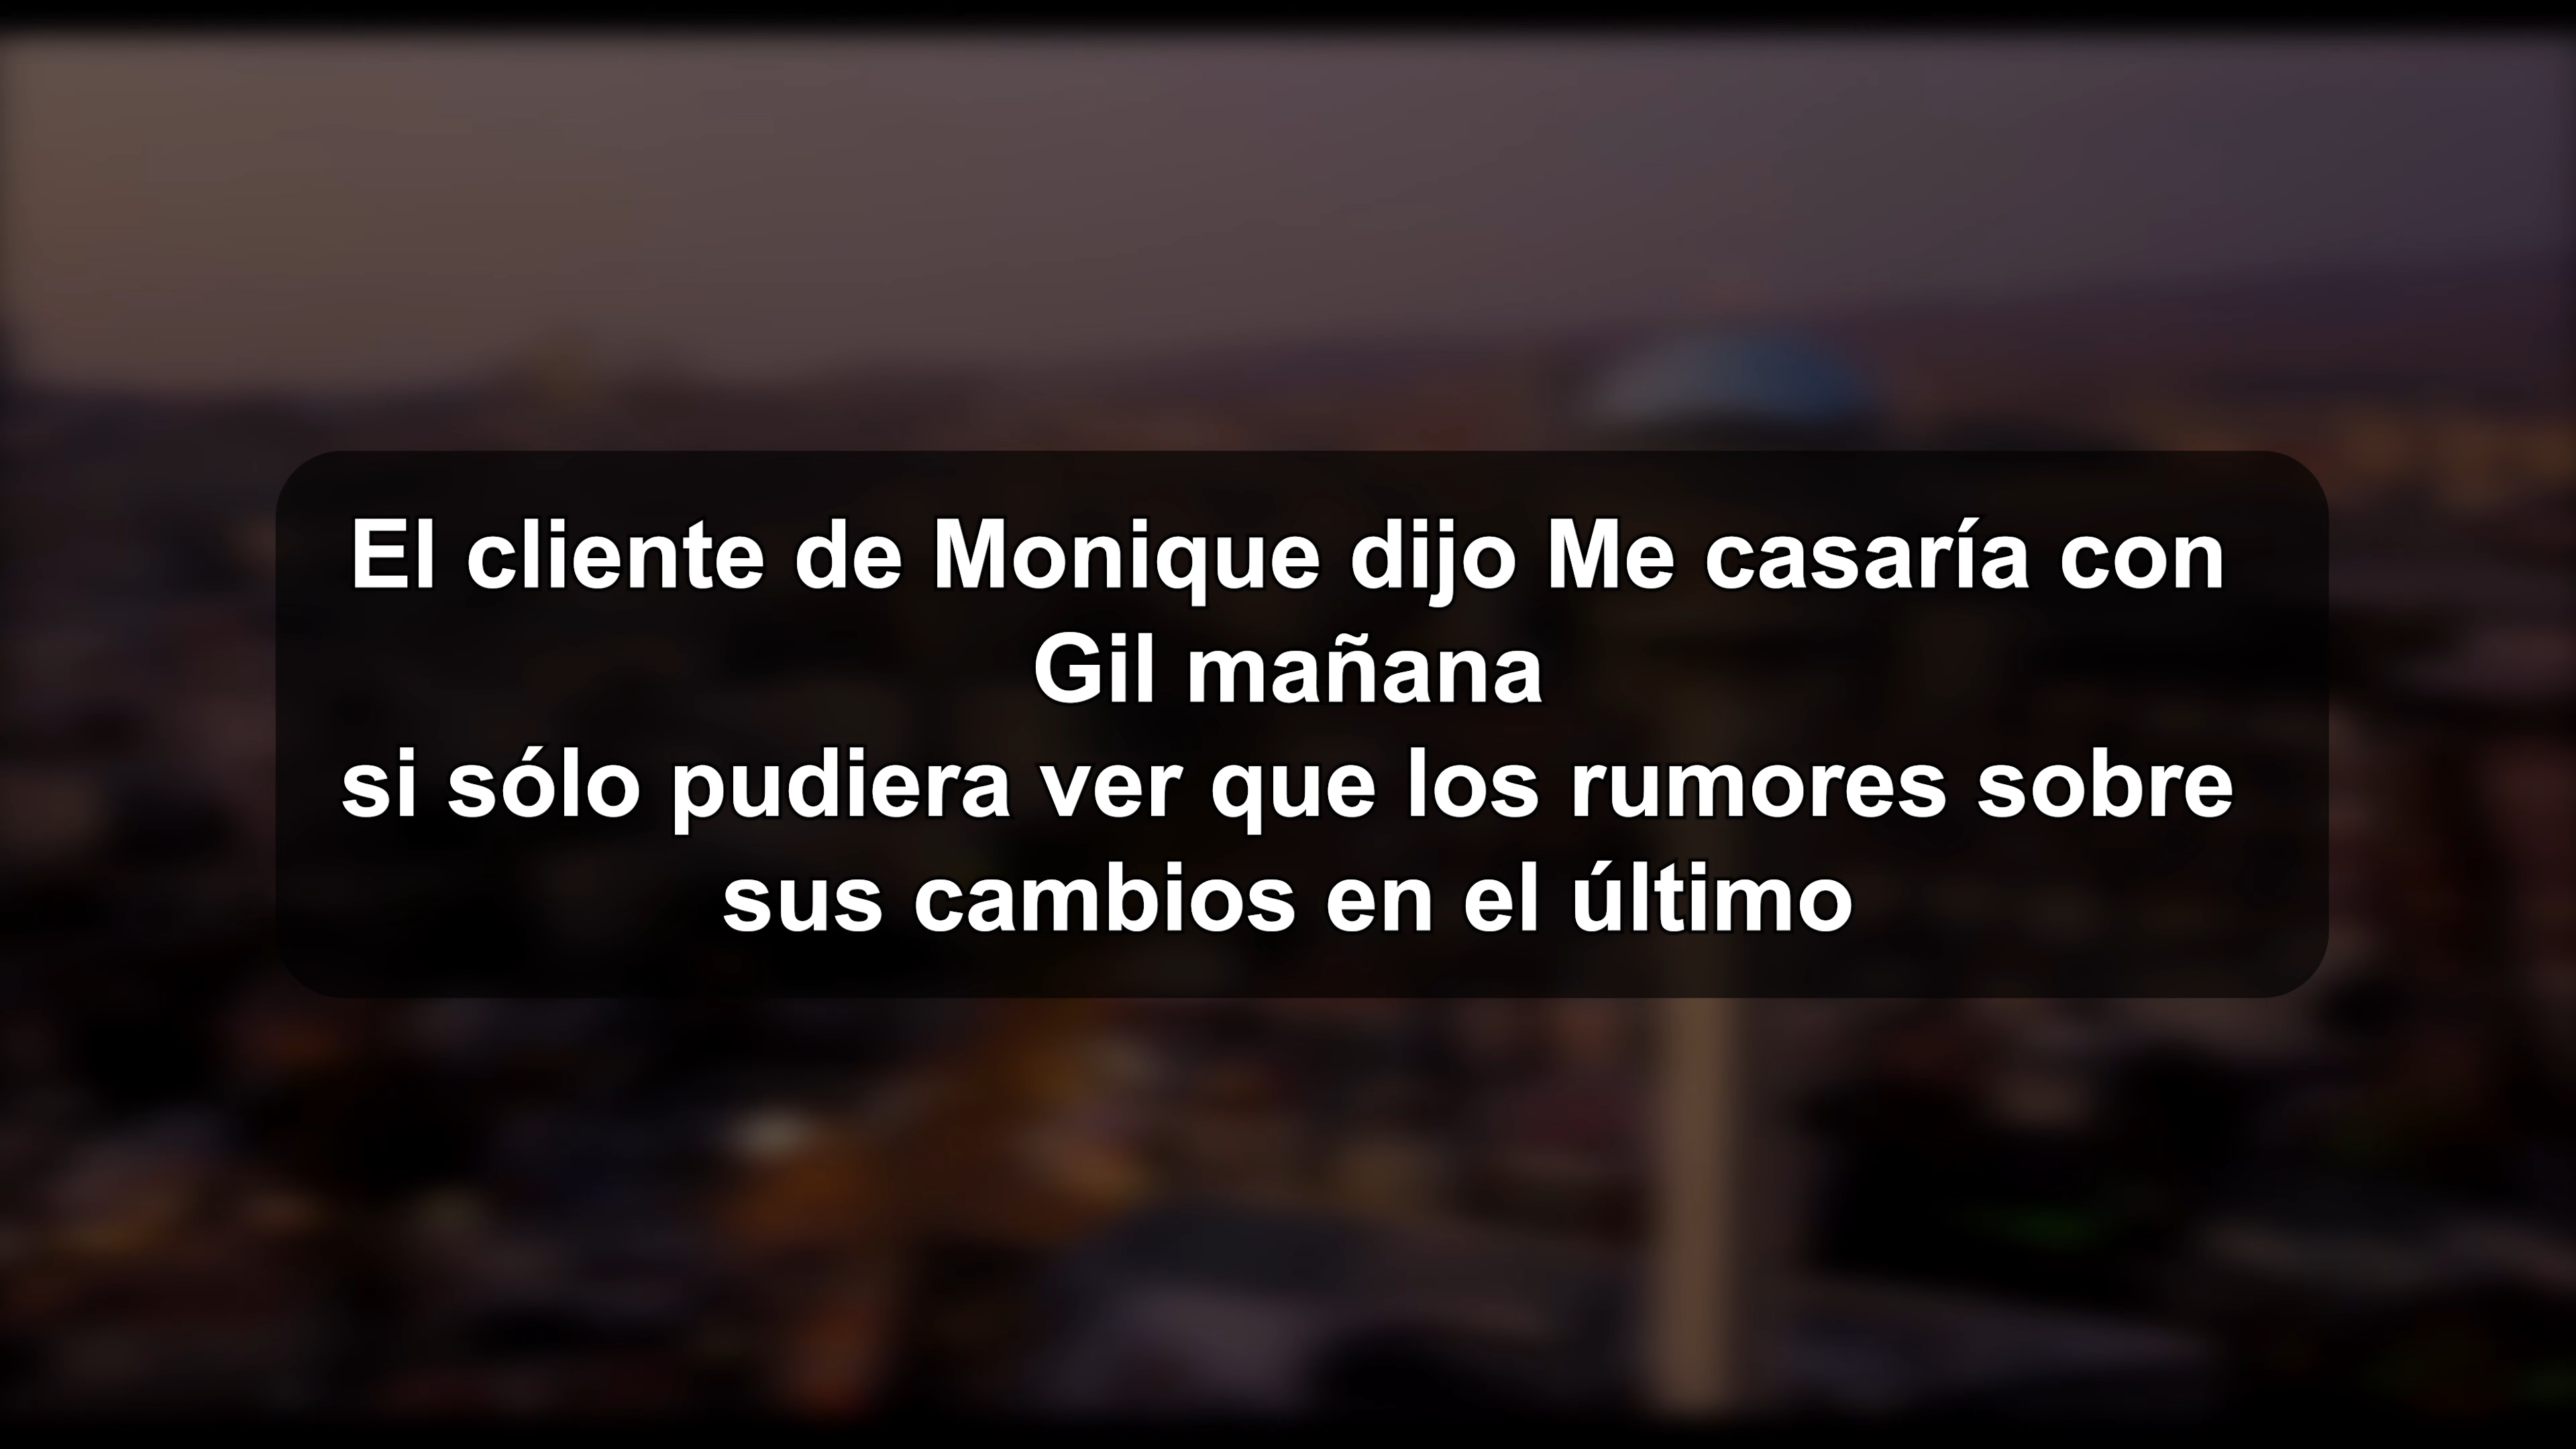 El cliente de Monique dijo Me casaría con
Gil mañana
si sólo pudiera ver que los rumores sobre
sus cambios en el último